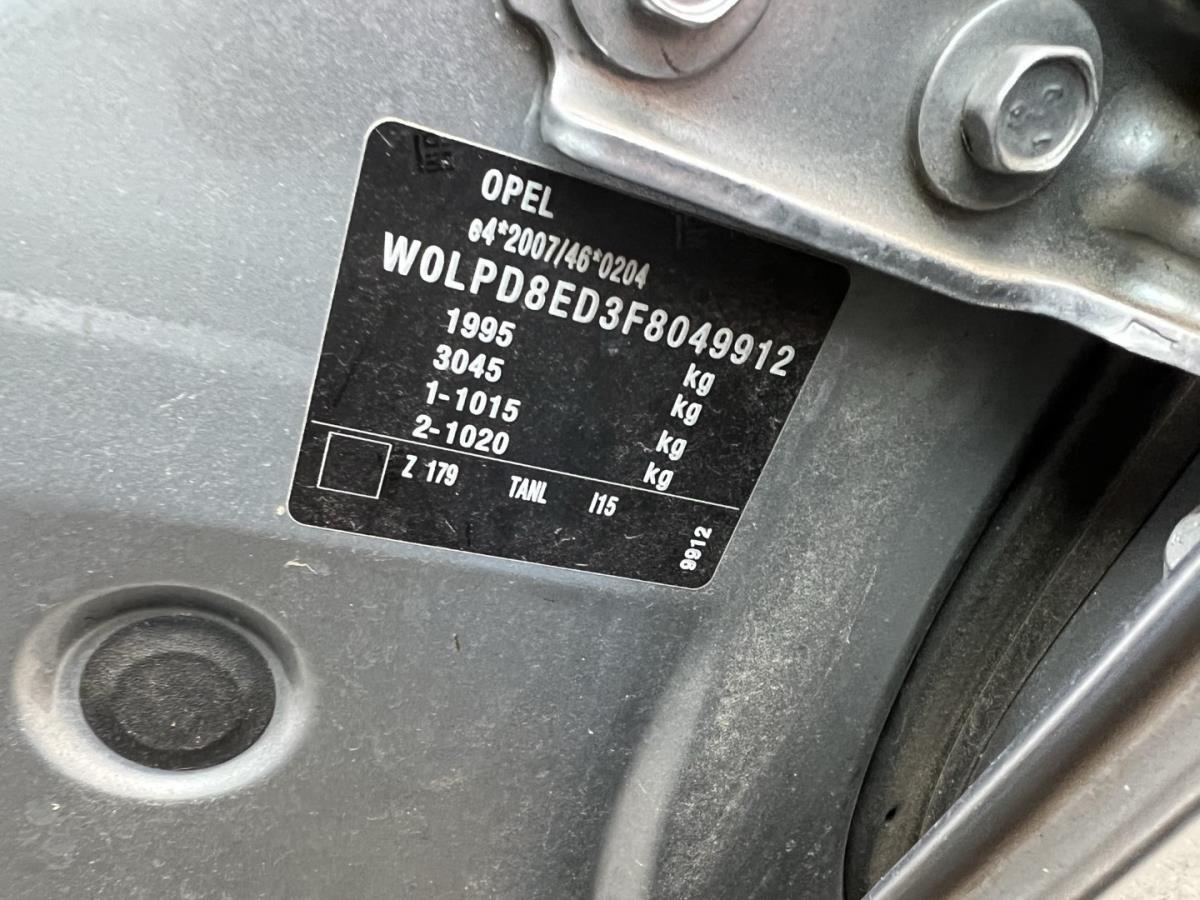 OPEL
e4*2007/46*0204
W0LPD8ED3F8049912
1995 kg
3045 kg
1-1015 kg
2-1020 kg
Z 179 TANL I15
9912